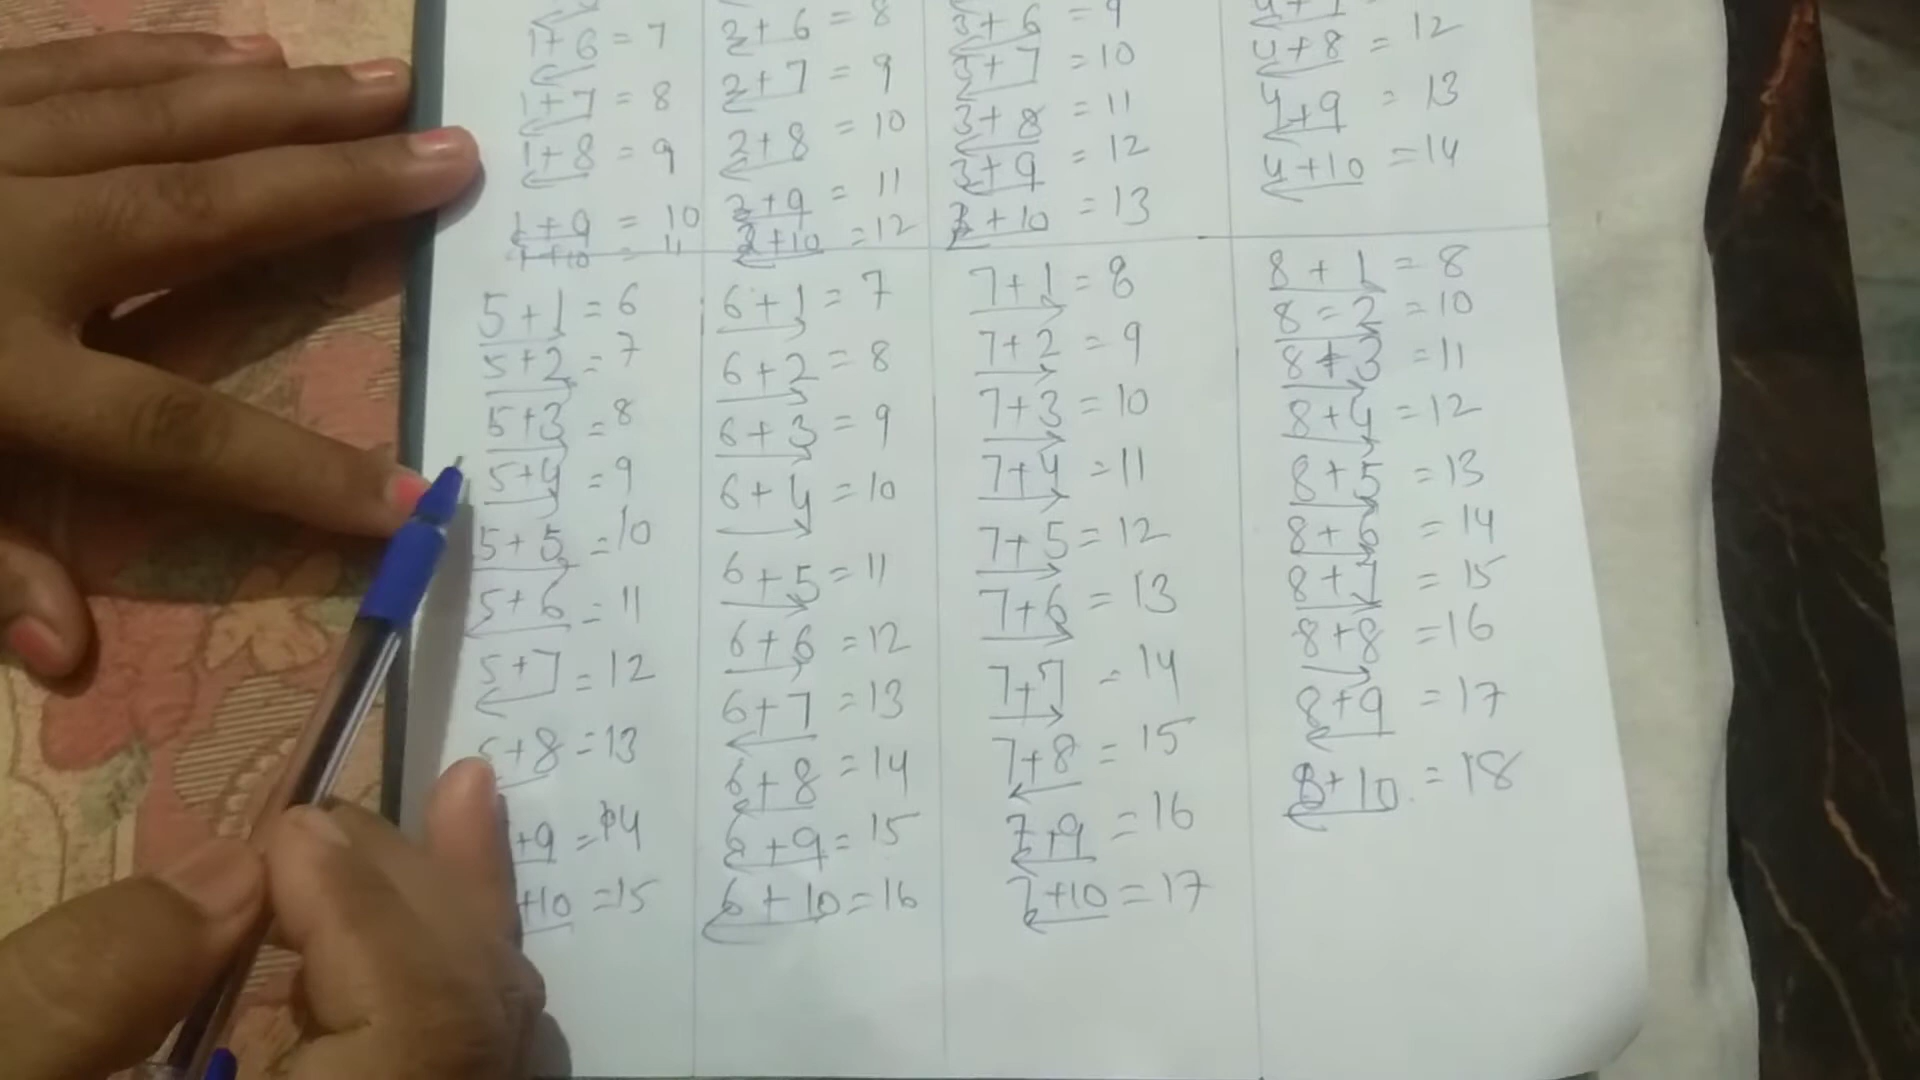 1+6 = 7
1+7 = 8
1+8 = 9
1+9 = 10
1+10 = 11
2+6 = 8
2+7 = 9
2+8 = 10
2+9 = 11
2+10 = 12
3+6 = 9
3+7 = 10
3+8 = 11
3+9 = 12
3+10 = 13
4+8 = 12
4+9 = 13
4+10 = 14
5+1 = 6
5+2 = 7
5+3 = 8
5+4 = 9
5+5 = 10
5+6 = 11
5+7 = 12
5+8 = 13
+9 = 14
+10 = 15
6+1 = 7
6+2 = 8
6+3 = 9
6+4 = 10
6+5 = 11
6+6 = 12
6+7 = 13
6+8 = 14
6+9 = 15
6+10 = 16
7+1 = 8
7+2 = 9
7+3 = 10
7+4 = 11
7+5 = 12
7+6 = 13
7+7 = 14
7+8 = 15
7+9 = 16
7+10 = 17
8+1 = 8
8=2 = 10
8+3 = 11
8+4 = 12
8+5 = 13
8+6 = 14
8+7 = 15
8+8 = 16
8+9 = 17
8+10 = 18